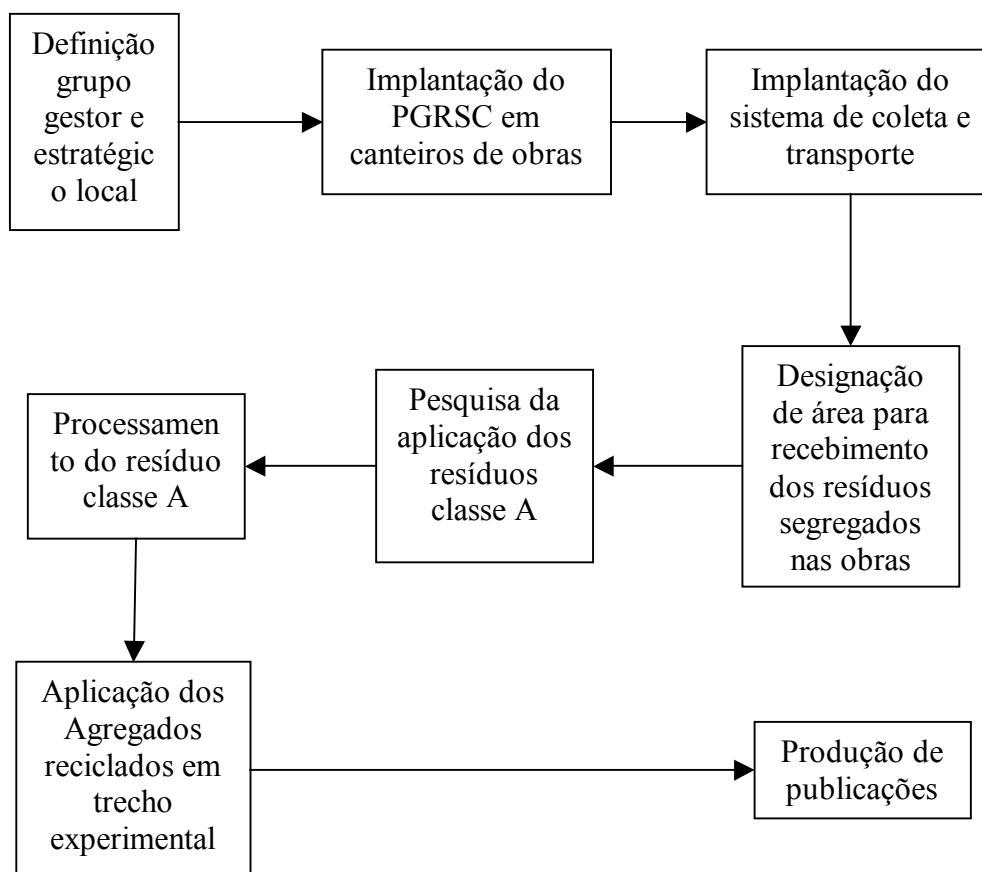 Definição
grupo
gestor e
estratégic
o local
Implantação do
PGRSC em
canteiros de obras
Implantação do
sistema de coleta e
transporte
Designação
de área para
recebimento
dos resíduos
segregados
nas obras
Pesquisa da
aplicação dos
resíduos
classe A
Processamen
to do resíduo
classe A
Aplicação dos
Agregados
reciclados em
trecho
experimental
Produção de
publicações